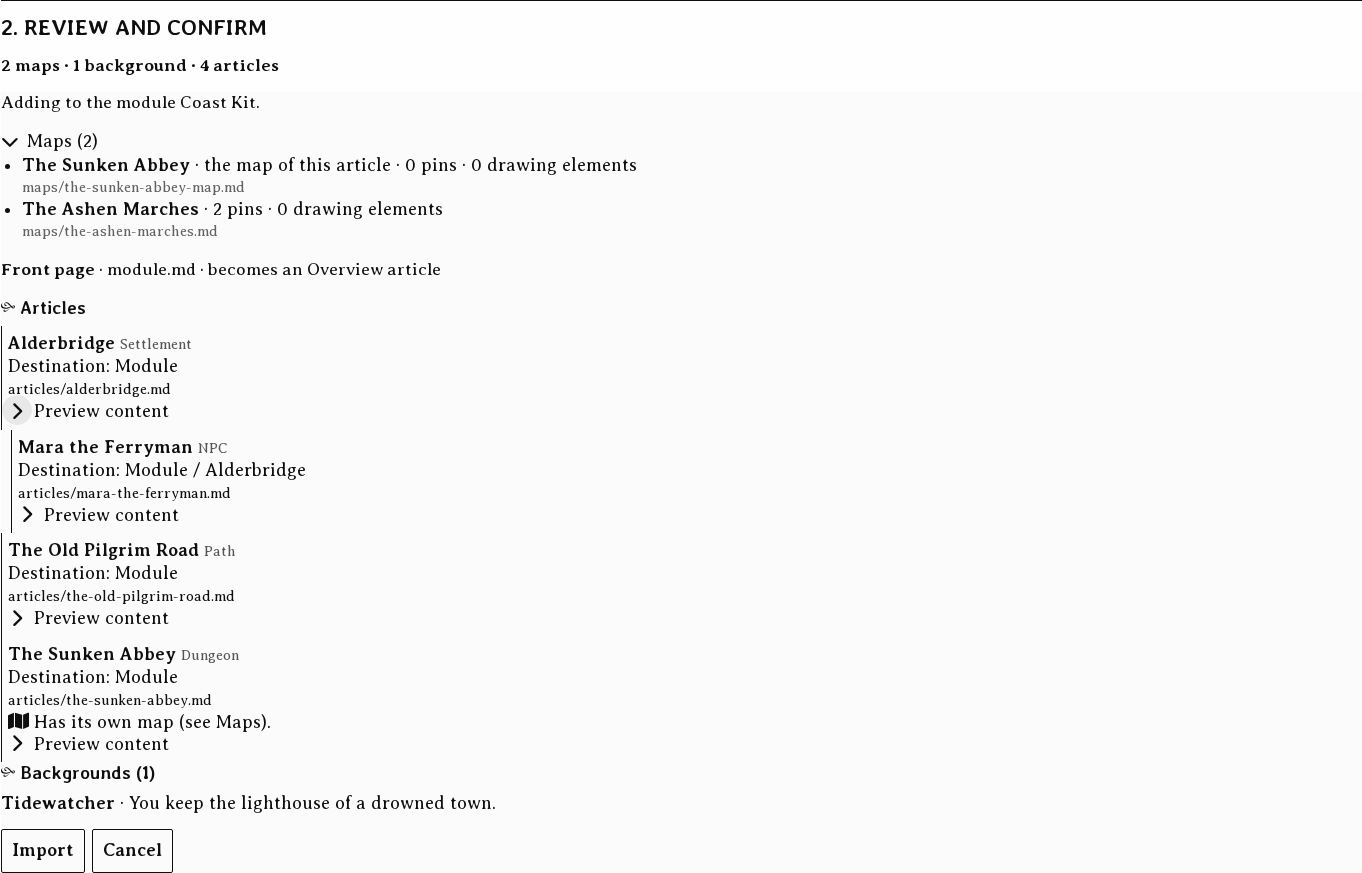 2. REVIEW AND CONFIRM
2 maps · 1 background · 4 articles
Adding to the module Coast Kit.
Maps (2)
• The Sunken Abbey · the map of this article · 0 pins · 0 drawing elements
maps/the-sunken-abbey-map.md
• The Ashen Marches · 2 pins · 0 drawing elements
maps/the-ashen-marches.md
Front page · module.md · becomes an Overview article
Articles
Alderbridge Settlement
Destination: Module
articles/alderbridge.md
Preview content
Mara the Ferryman NPC
Destination: Module / Alderbridge
articles/mara-the-ferryman.md
Preview content
The Old Pilgrim Road Path
Destination: Module
articles/the-old-pilgrim-road.md
Preview content
The Sunken Abbey Dungeon
Destination: Module
articles/the-sunken-abbey.md
Has its own map (see Maps).
Preview content
Backgrounds (1)
Tidewatcher · You keep the lighthouse of a drowned town.
Import Cancel